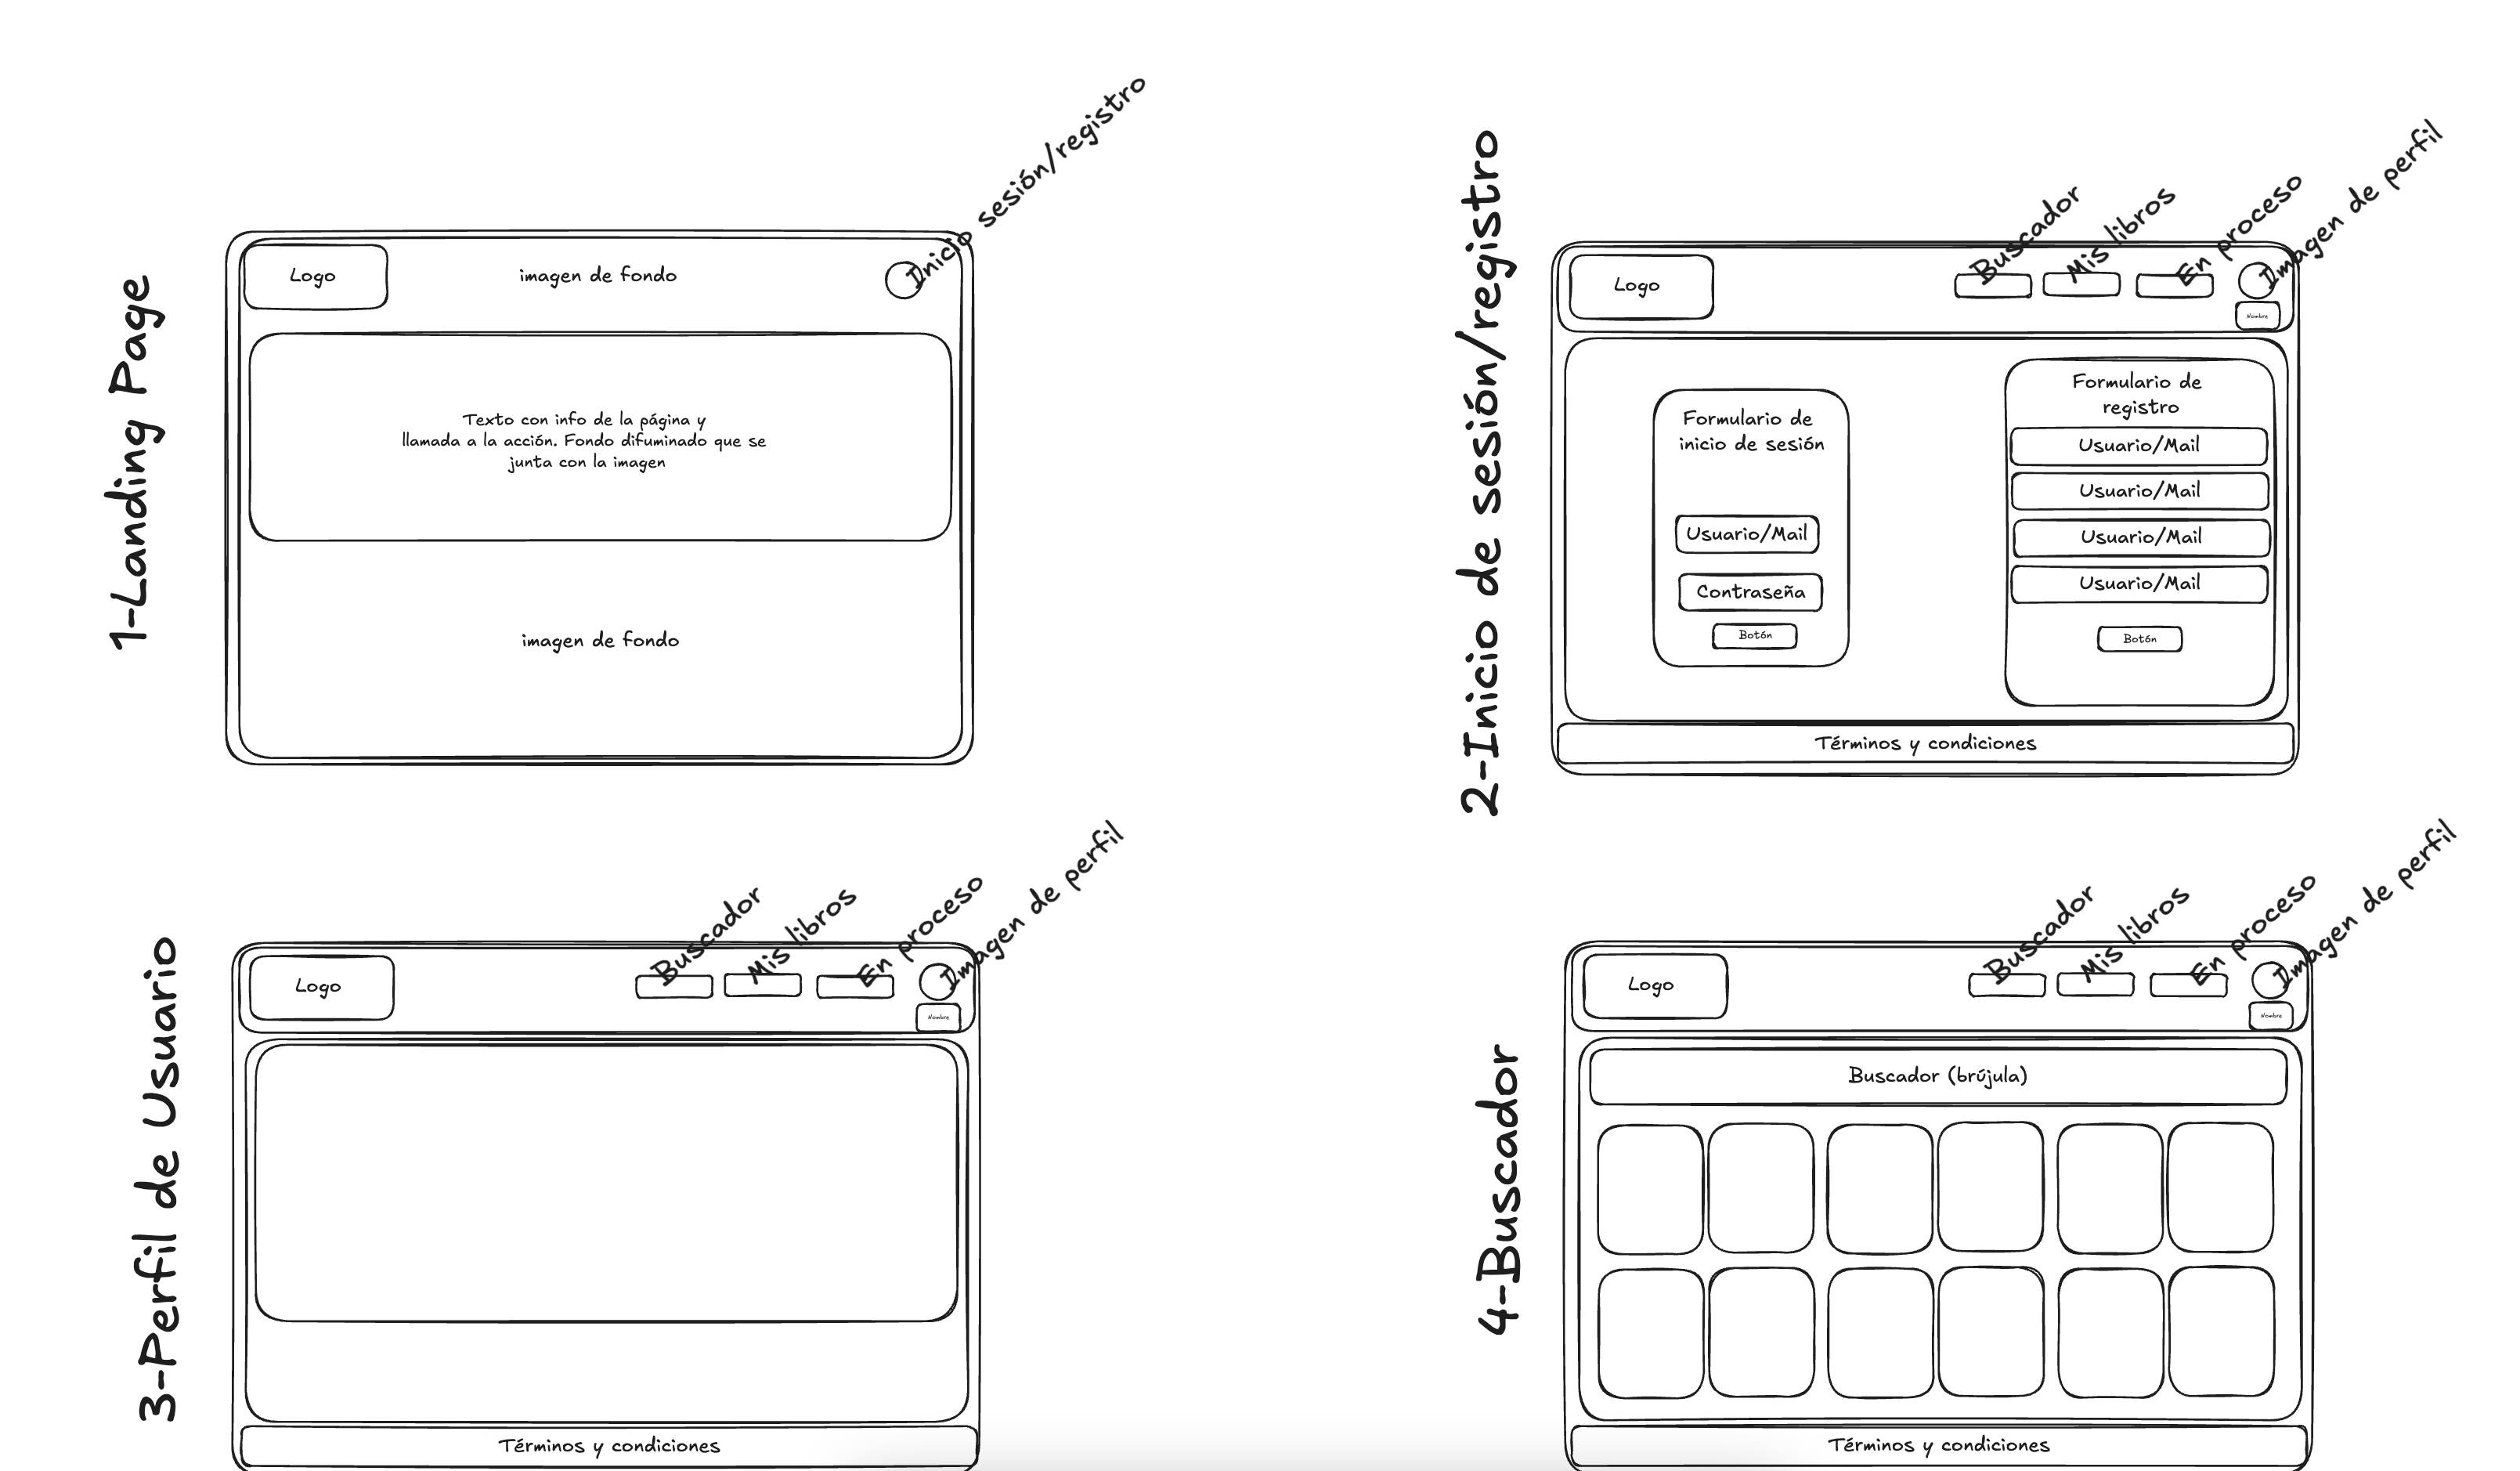 1-Landing Page
Inicio sesión/registro
Logo
imagen de fondo
Texto con info de la página y
llamada a la acción. Fondo difuminado que se
junta con la imagen
imagen de fondo
2-Inicio de sesión/registro
Buscador
Mis libros
En proceso
Imagen de perfil
Logo
Nombre
Formulario de
inicio de sesión
Usuario/Mail
Contraseña
Botón
Formulario de
registro
Usuario/Mail
Usuario/Mail
Usuario/Mail
Usuario/Mail
Botón
Términos y condiciones
3-Perfil de Usuario
Buscador
Mis libros
En proceso
Imagen de perfil
Logo
Nombre
Términos y condiciones
4-Buscador
Buscador
Mis libros
En proceso
Imagen de perfil
Logo
Nombre
Buscador (brújula)
Términos y condiciones